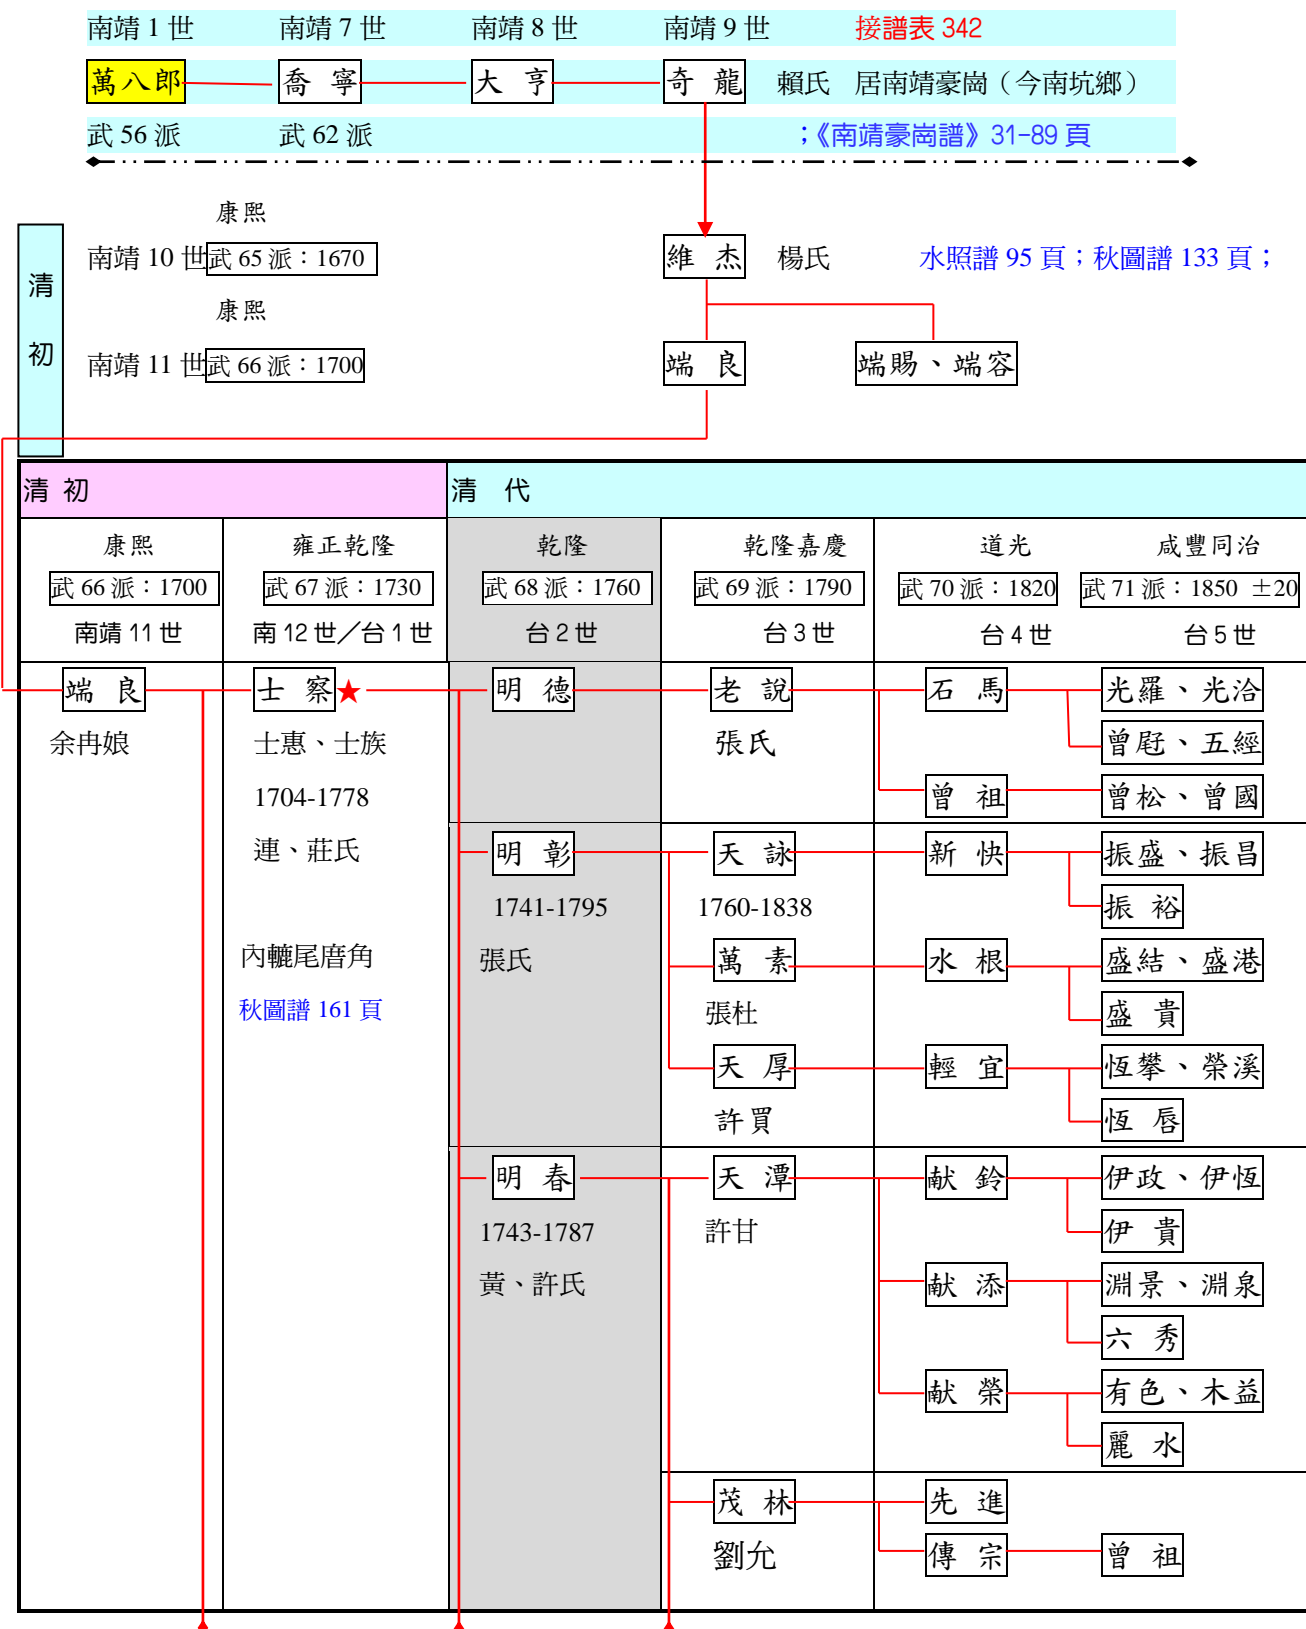 南靖 1 世 南靖 7 世 南靖 8 世 南靖 9 世 接譜表 342
萬八郎 喬寧 大亨 奇龍 賴氏 居南靖豪崗（今南坑鄉）
武 56 派 武 62 派 ；《南靖豪崗譜》31-89 頁
康熙
南靖 10 世 武 65 派：1670 維杰 楊氏 水照譜 95 頁；秋圖譜 133 頁；
清初
康熙
南靖 11 世 武 66 派：1700 端良 端賜、端容
清初 清代
康熙 雍正乾隆 乾隆 乾隆嘉慶 道光 咸豐同治
武 66 派：1700 武 67 派：1730 武 68 派：1760 武 69 派：1790 武 70 派：1820 武 71 派：1850 ±20
南靖 11 世 南 12 世／台 1 世 台 2 世 台 3 世 台 4 世 台 5 世
端良 士察★ 明德 老說 石馬 光羅、光洽
余冉娘 士惠、士族 張氏 曾、五經
1704-1778 曾祖 曾松、曾國
連、莊氏 明彰 天詠 新快 振盛、振昌
1741-1795 1760-1838 振裕
內轆尾磨角 張氏 萬素 水根 盛結、盛港
秋圖譜 161 頁 張杜 盛貴
天厚 輕宜 恆攀、榮溪
許買 恆唇
明春 天潭 献鈴 伊政、伊恆
1743-1787 許甘 伊貴
黃、許氏 献添 淵景、淵泉
六秀
献榮 有色、木益
麗水
茂林 先進
劉允 傳宗 曾祖